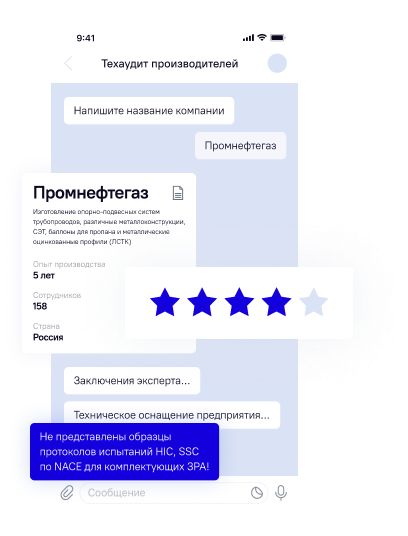 9:41
Техаудит производителей
Напишите название компании
Промнефтегаз
Промнефтегаз
Изготовление опорно-подвесных систем
трубопроводов, различные металлоконструкции,
СЭТ, баллоны для пропана и металлические
оцинкованные профили (ЛСТК)
Опыт производства
5 лет
Сотрудников
158
Страна
Россия
Заключения эксперта...
Техническое оснащение предприятия...
Не представлены образцы
протоколов испытаний HIC, SSC
по NACE для комплектующих ЗРА!
Сообщение